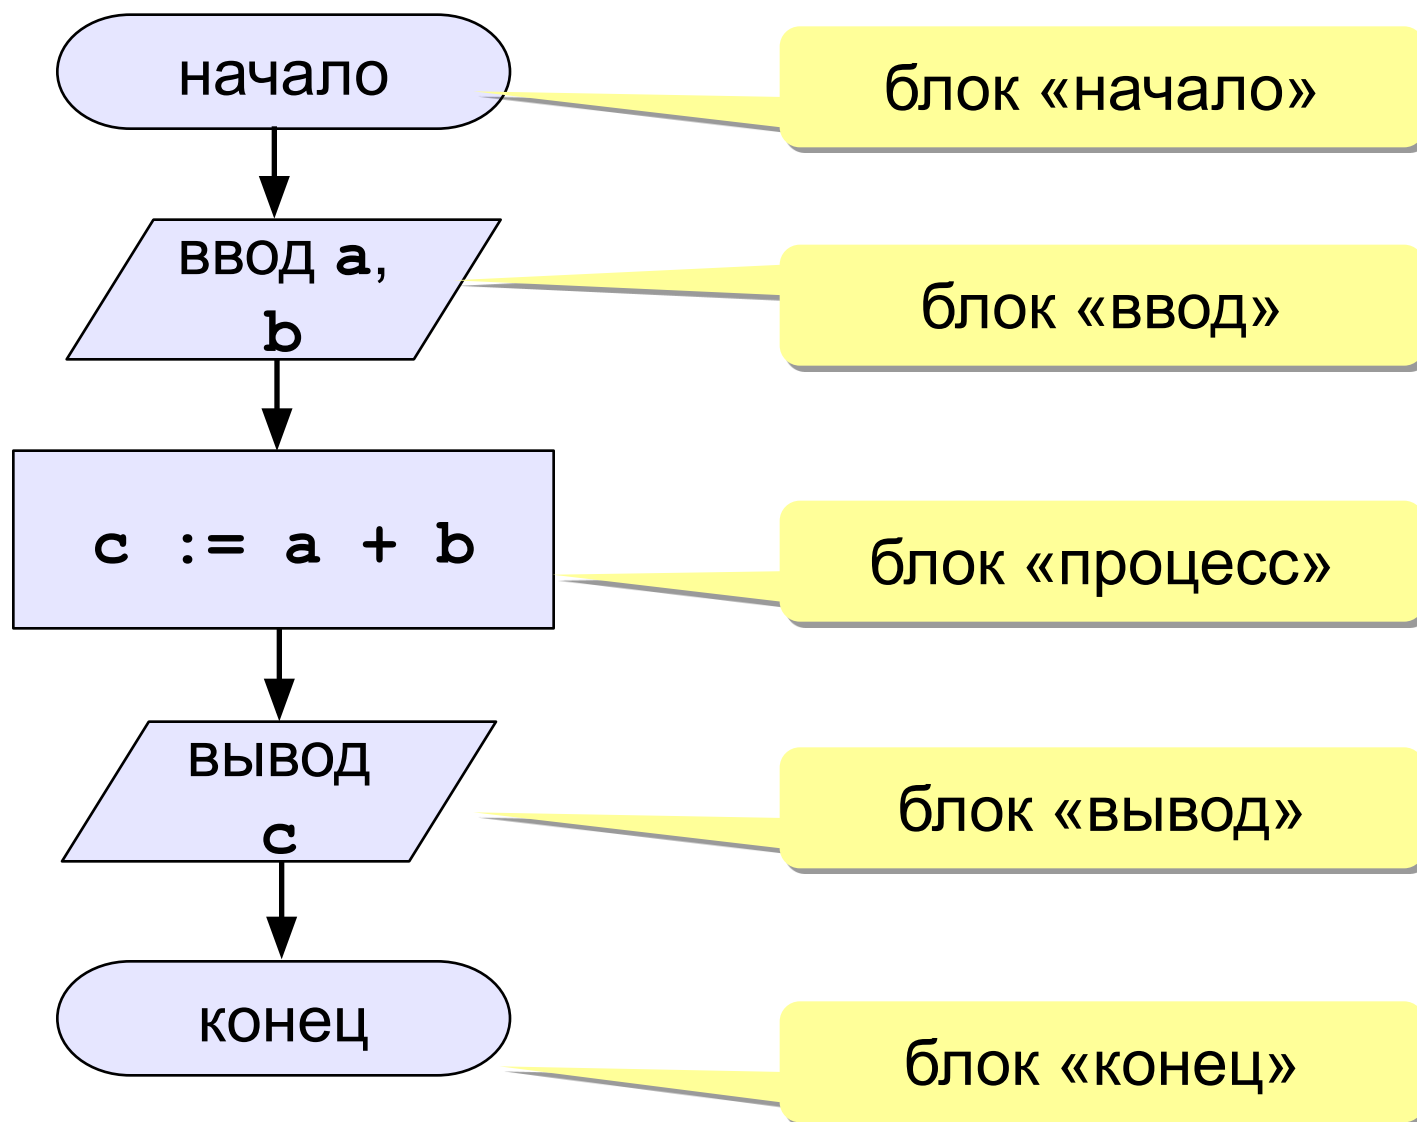 начало
блок «начало»
ввод a,
b
блок «ввод»
c := a + b
блок «процесс»
вывод
c
блок «вывод»
конец
блок «конец»